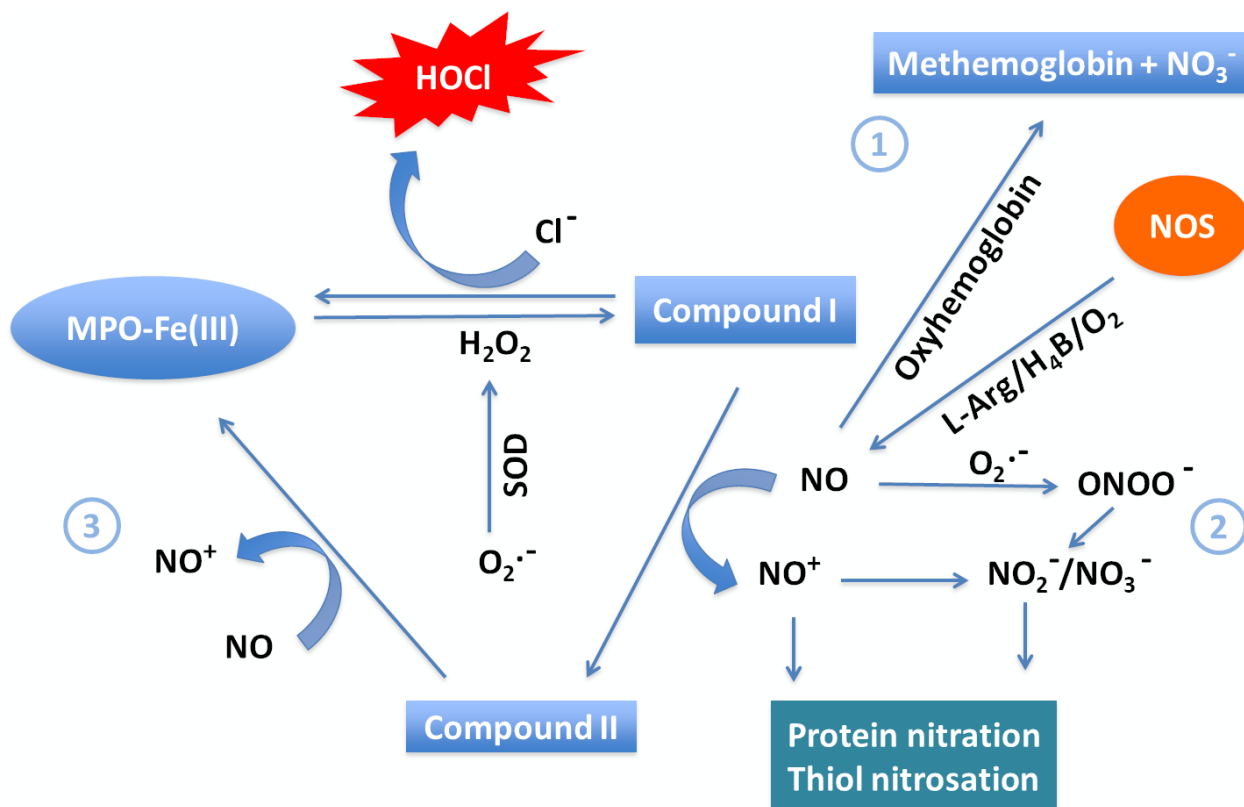 HOCl
Methemoglobin + NO₃⁻
1
NOS
Cl⁻
Oxyhemoglobin
MPO-Fe(III)
Compound I
H₂O₂
L-Arg/H₄B/O₂
SOD
NO
O₂·⁻
ONOO⁻
2
3
NO⁺
O₂·⁻
NO⁺
NO₂⁻/NO₃⁻
NO
Compound II
Protein nitration
Thiol nitrosation